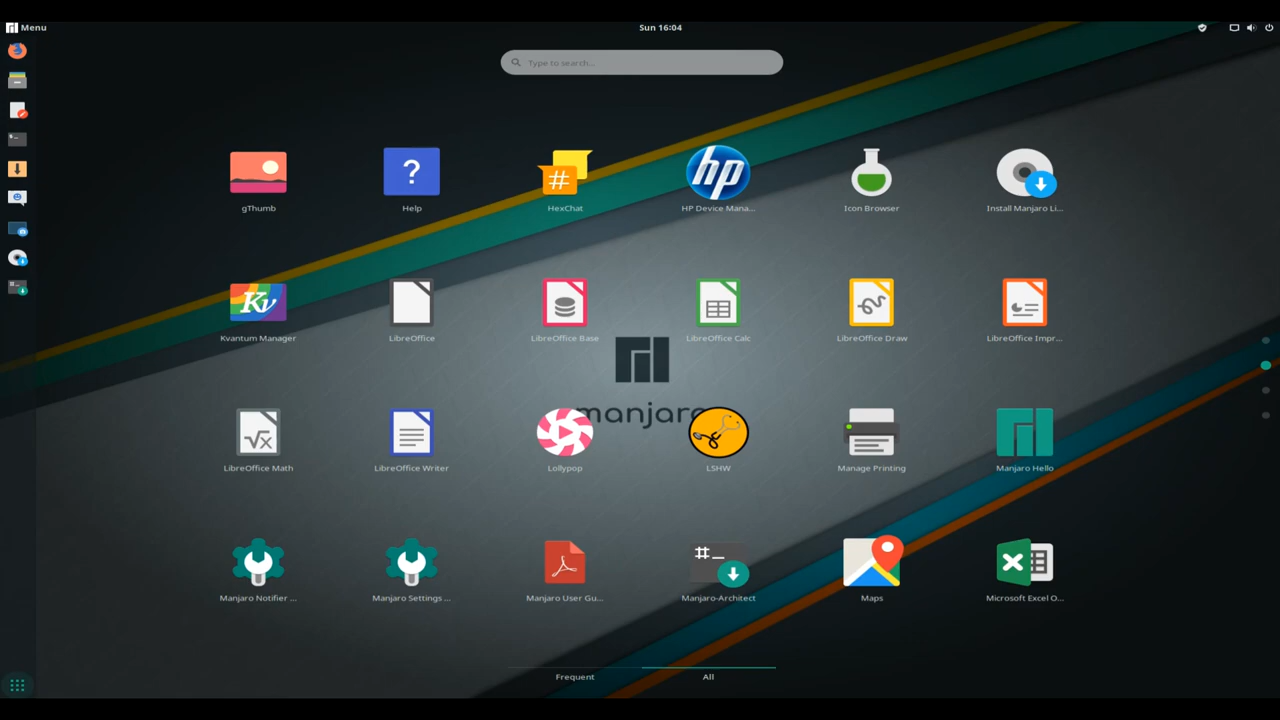 Menu
Sun 16:04
Type to search...
gThumb
Help
HexChat
HP Device Mana...
Icon Browser
Install Manjaro Li...
Kvantum Manager
LibreOffice
LibreOffice Base
LibreOffice Calc
LibreOffice Draw
LibreOffice Impr...
manjaro
LibreOffice Math
LibreOffice Writer
Lollypop
LSHW
Manage Printing
Manjaro Hello
Manjaro Notifier ...
Manjaro Settings ...
Manjaro User Gu...
Manjaro-Architect
Maps
Microsoft Excel O...
Frequent
All